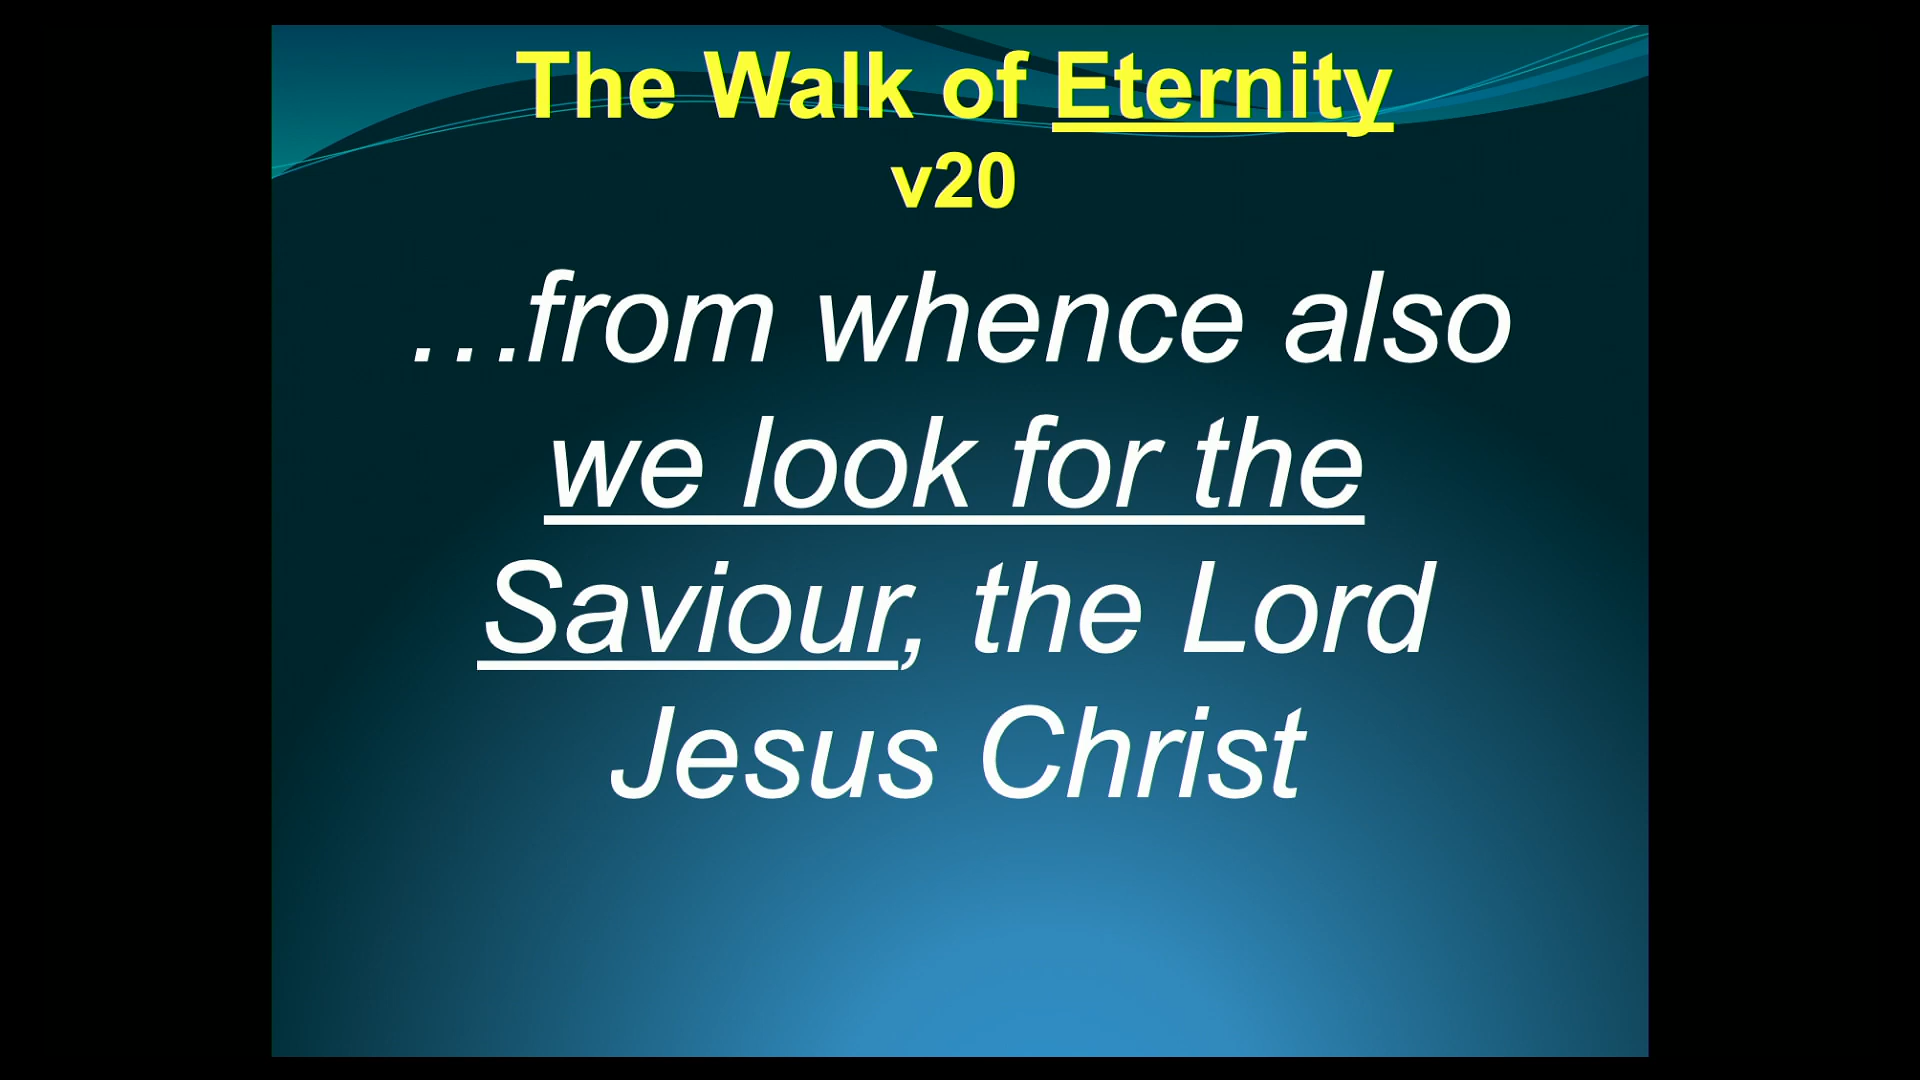 The Walk of Eternity
v20
…from whence also
we look for the
Saviour, the Lord
Jesus Christ